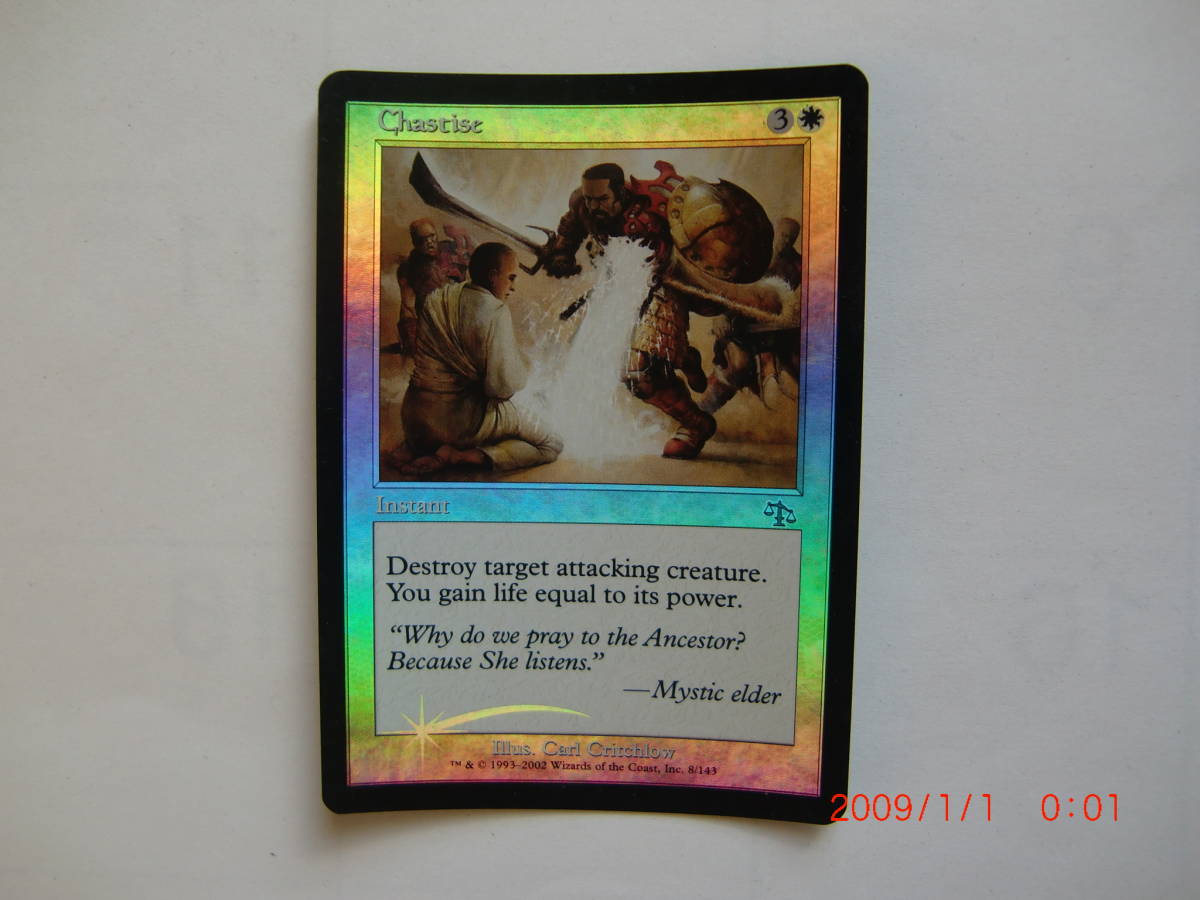 Chastise 3
Instant
Destroy target attacking creature.
You gain life equal to its power.
“Why do we pray to the Ancestor?
Because She listens.”
—Mystic elder
Illus. Carl Critchlow
™ & © 1993–2002 Wizards of the Coast, Inc. 8/143
2009/1/1 0:01